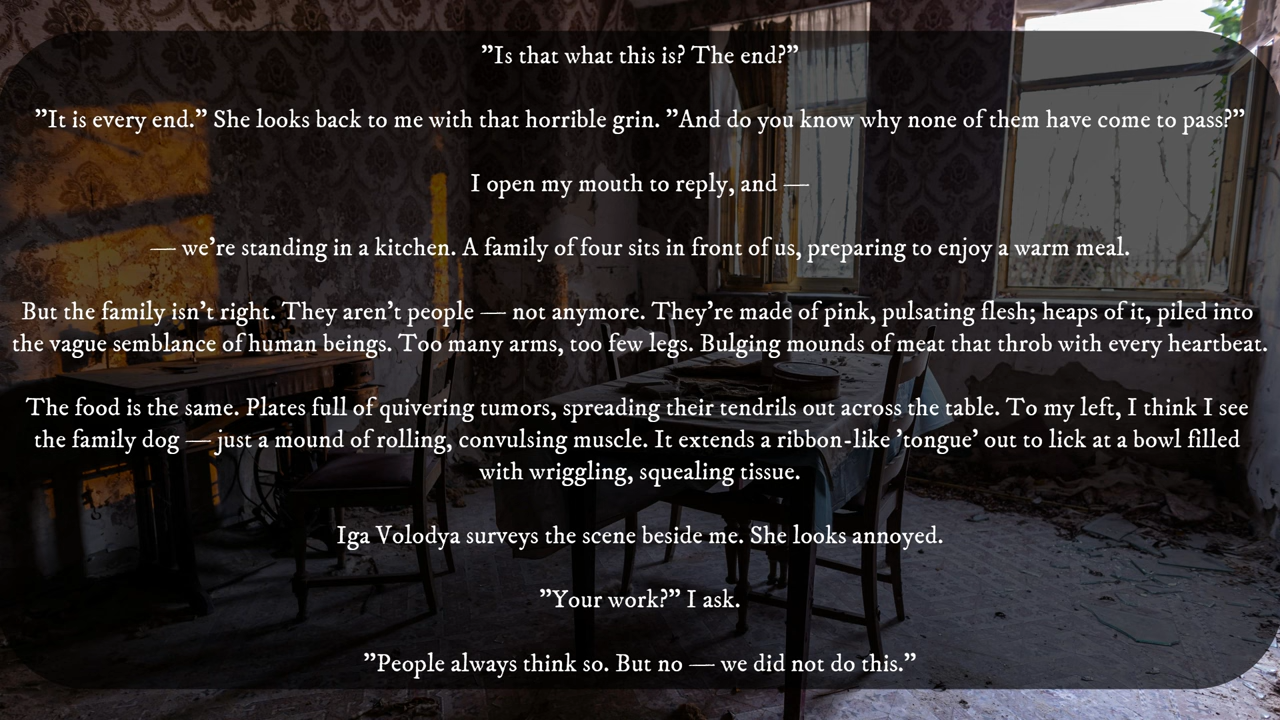 ”Is that what this is? The end?”
”It is every end.” She looks back to me with that horrible grin. ”And do you know why none of them have come to pass?”
I open my mouth to reply, and —
— we’re standing in a kitchen. A family of four sits in front of us, preparing to enjoy a warm meal.
But the family isn’t right. They aren’t people — not anymore. They’re made of pink, pulsating flesh; heaps of it, piled into
the vague semblance of human beings. Too many arms, too few legs. Bulging mounds of meat that throb with every heartbeat.
The food is the same. Plates full of quivering tumors, spreading their tendrils out across the table. To my left, I think I see
the family dog — just a mound of rolling, convulsing muscle. It extends a ribbon-like ’tongue’ out to lick at a bowl filled
with wriggling, squealing tissue.
Iga Volodya surveys the scene beside me. She looks annoyed.
”Your work?” I ask.
”People always think so. But no — we did not do this.”